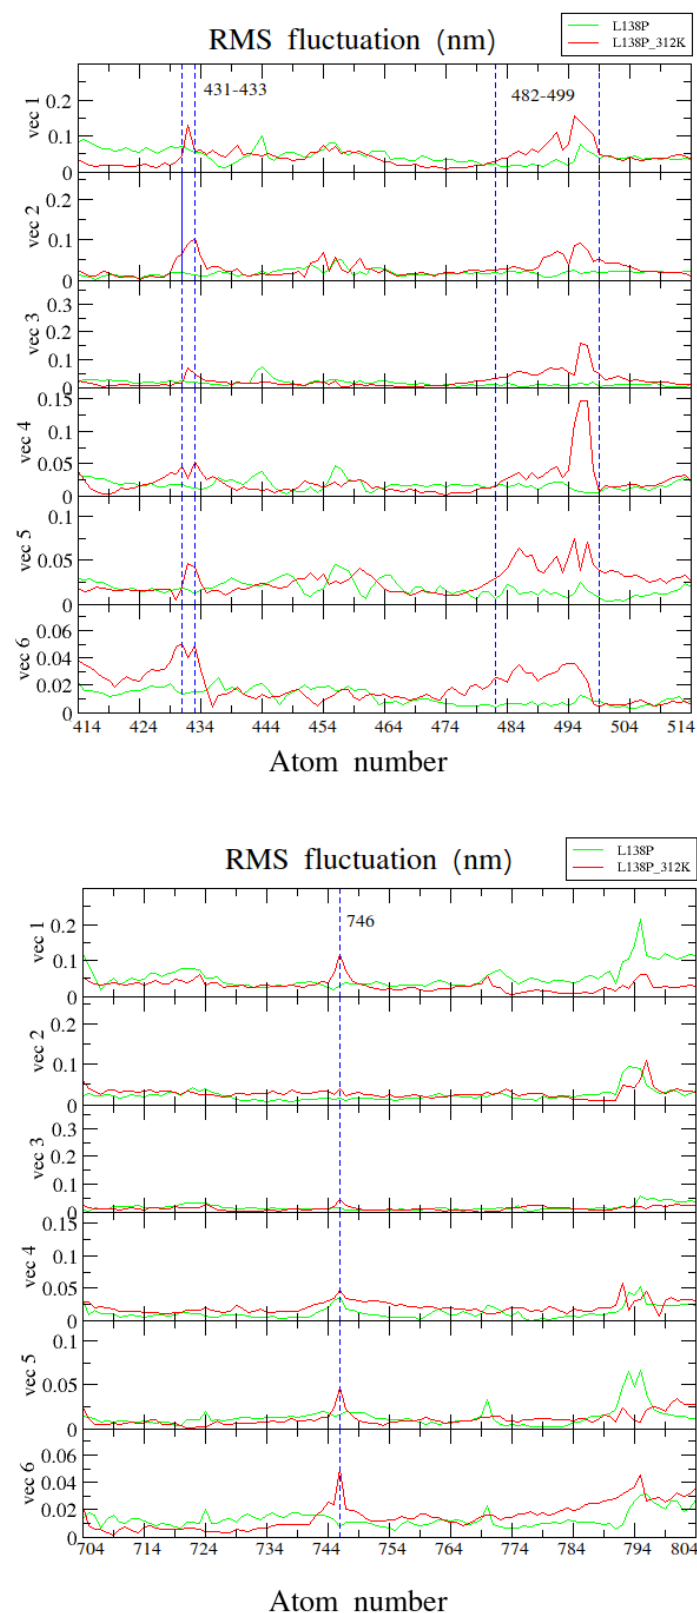 RMS fluctuation (nm)
L138P
L138P_312K
431-433
482-499
vec 1
0.2
0.1
0
vec 2
0.2
0.1
0
vec 3
0.3
0.2
0.1
0
vec 4
0.15
0.1
0.05
0
vec 5
0.1
0.05
0
vec 6
0.06
0.04
0.02
0
414 424 434 444 454 464 474 484 494 504 514
Atom number
RMS fluctuation (nm)
L138P
L138P_312K
746
vec 1
0.2
0.1
0
vec 2
0.2
0.1
0
vec 3
0.3
0.2
0.1
0
vec 4
0.15
0.1
0.05
0
vec 5
0.1
0.05
0
vec 6
0.06
0.04
0.02
0
704 714 724 734 744 754 764 774 784 794 804
Atom number